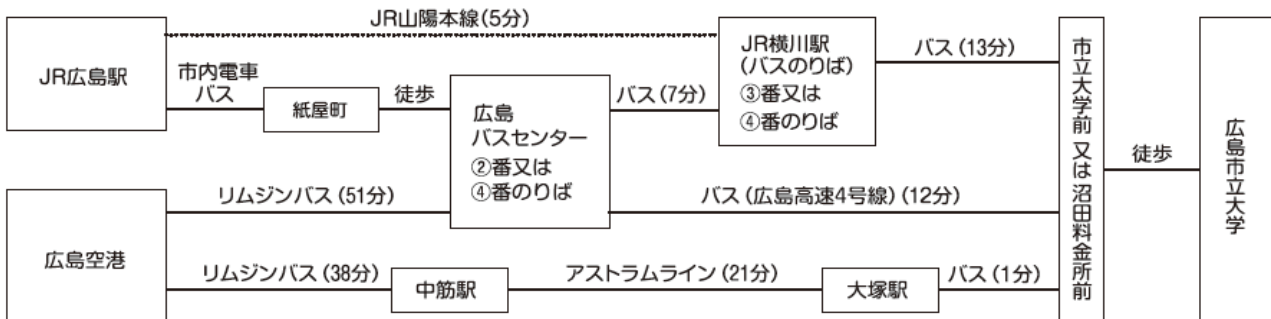 JR山陽本線(5分)
JR広島駅
市内電車
バス
紙屋町
徒歩
広島
バスセンター
②番又は
④番のりば
バス(7分)
JR横川駅
(バスのりば)
③番又は
④番のりば
バス(13分)
市立大学前 又は 沼田料金所前
徒歩
広島市立大学
広島空港
リムジンバス(51分)
バス(広島高速4号線)(12分)
リムジンバス(38分)
中筋駅
アストラムライン(21分)
大塚駅
バス(1分)